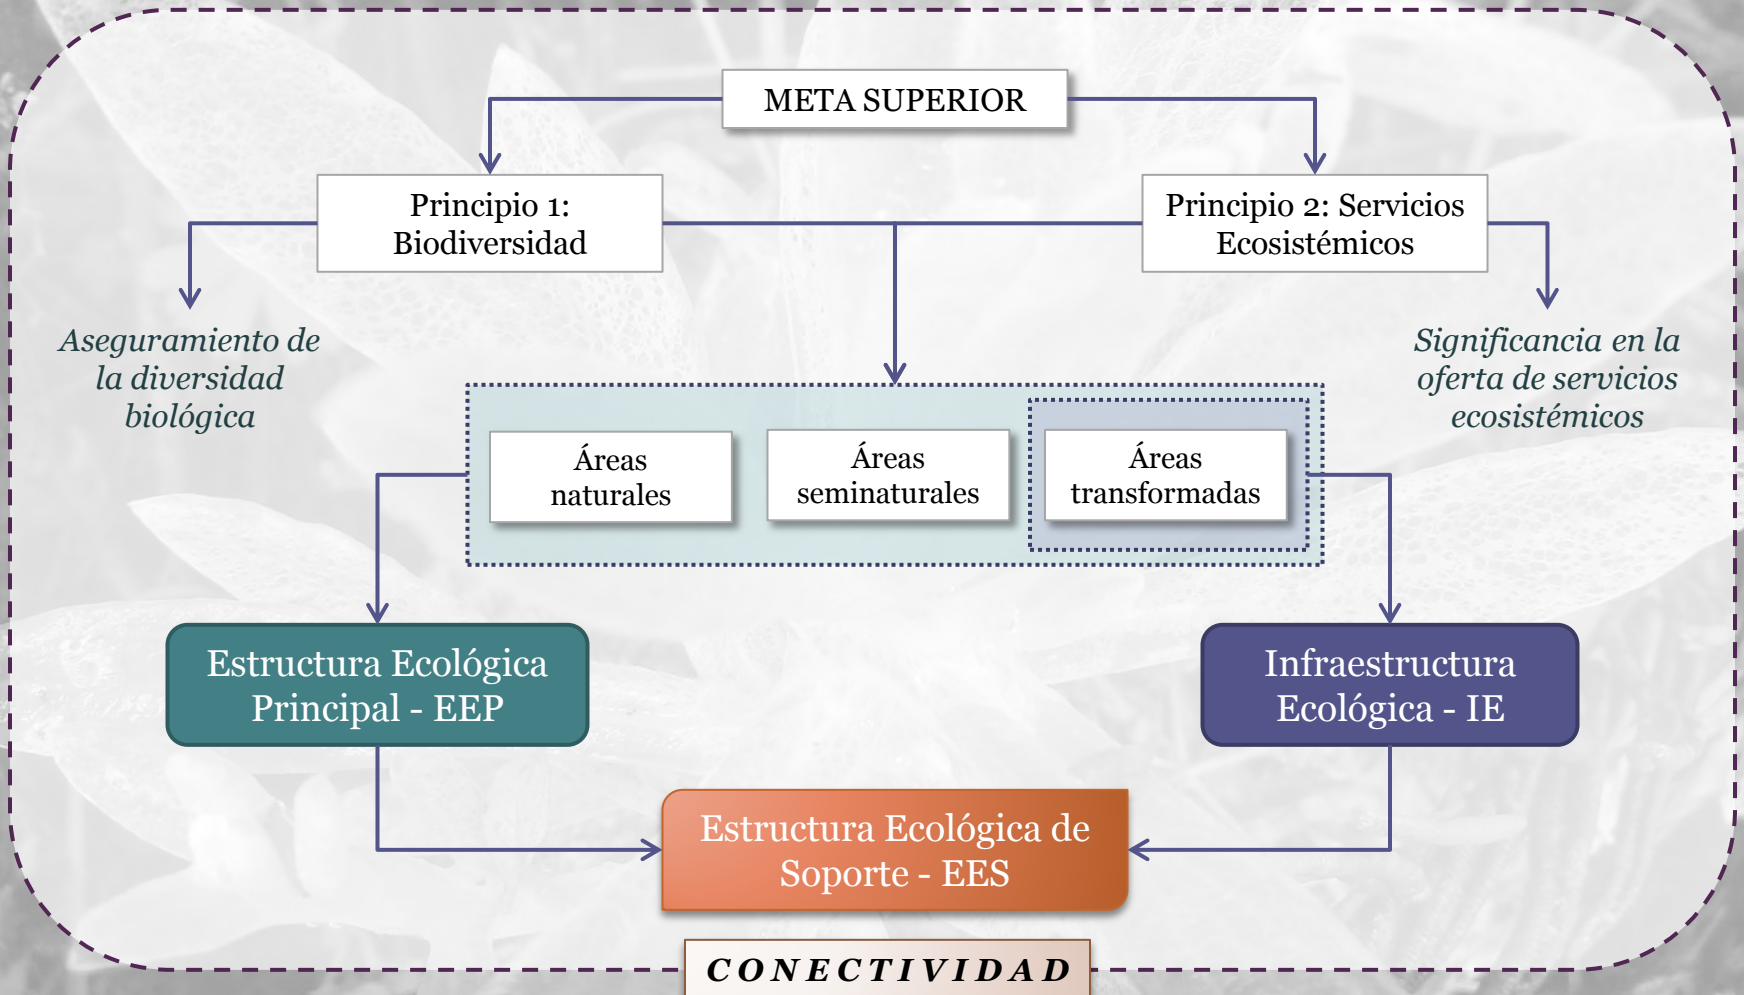 META SUPERIOR
Principio 1:
Biodiversidad
Principio 2: Servicios
Ecosistémicos
Aseguramiento de
la diversidad
biológica
Significancia en la
oferta de servicios
ecosistémicos
Áreas
naturales
Áreas
seminaturales
Áreas
transformadas
Estructura Ecológica
Principal - EEP
Infraestructura
Ecológica - IE
Estructura Ecológica de
Soporte - EES
CONECTIVIDAD